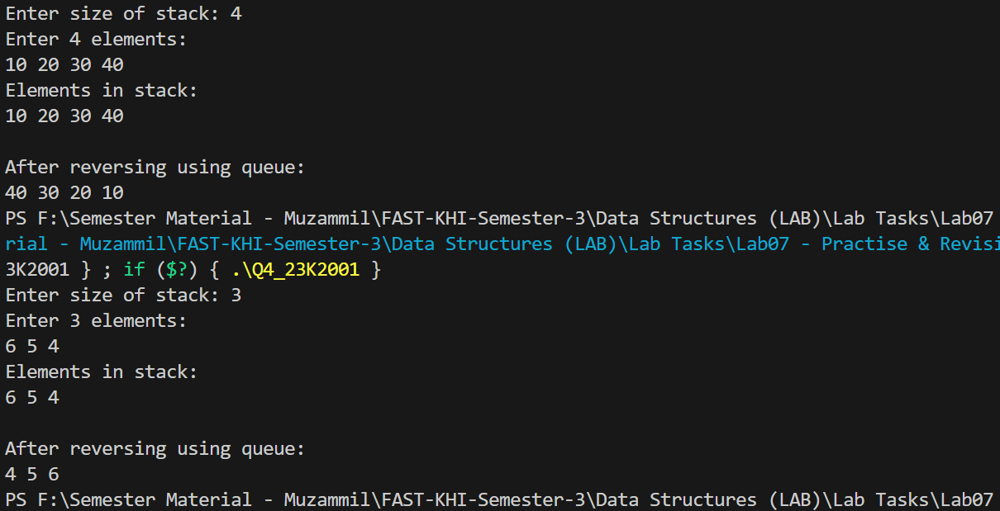 Enter size of stack: 4
Enter 4 elements:
10 20 30 40
Elements in stack:
10 20 30 40
After reversing using queue:
40 30 20 10
PS F:\Semester Material - Muzammil\FAST-KHI-Semester-3\Data Structures (LAB)\Lab Tasks\Lab07
rial - Muzammil\FAST-KHI-Semester-3\Data Structures (LAB)\Lab Tasks\Lab07 - Practise & Revisi
3K2001 } ; if ($?) { .\Q4_23K2001 }
Enter size of stack: 3
Enter 3 elements:
6 5 4
Elements in stack:
6 5 4
After reversing using queue:
4 5 6
PS F:\Semester Material - Muzammil\FAST-KHI-Semester-3\Data Structures (LAB)\Lab Tasks\Lab07